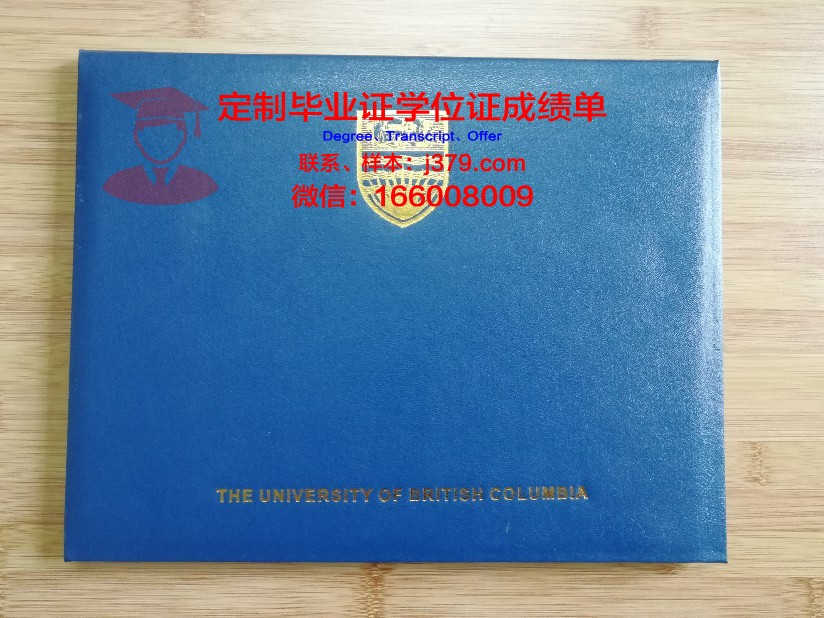 定制毕业证学位证成绩单
Degree、Transcript、Offer
联系、样本：j379.com
微信：166008009
THE UNIVERSITY OF BRITISH COLUMBIA